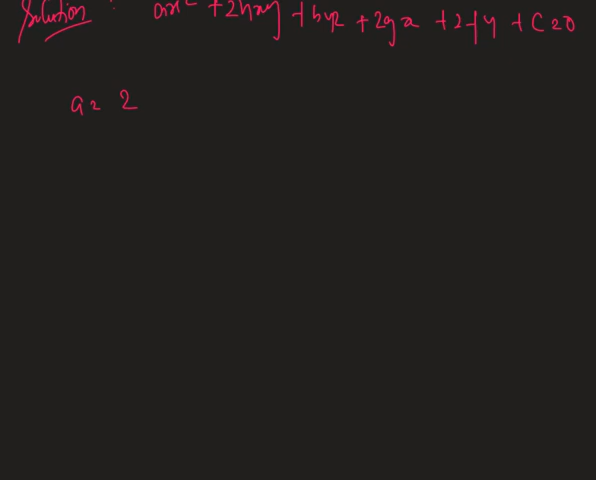 Solution : ax² + 2hxy + by² + 2gx + 2fy + c = 0
a = 2